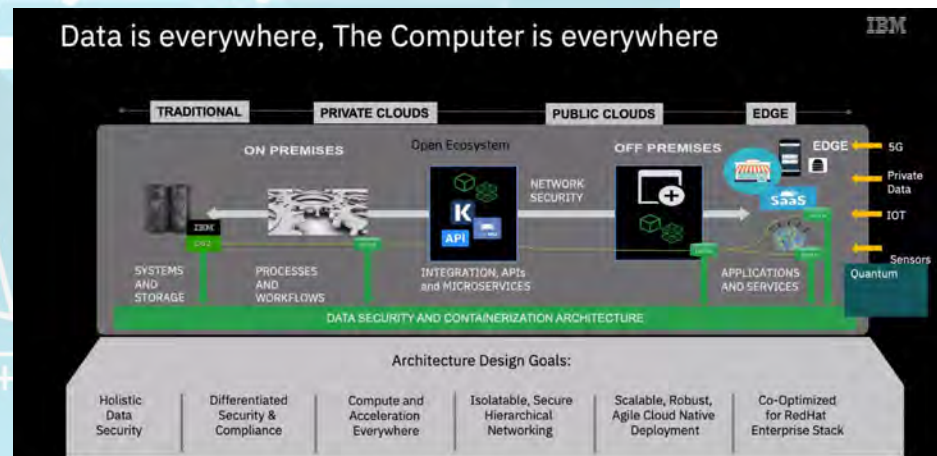 Data is everywhere, The Computer is everywhere
IBM
TRADITIONAL
PRIVATE CLOUDS
PUBLIC CLOUDS
EDGE
ON PREMISES
Open Ecosystem
OFF PREMISES
EDGE
5G
Private
Data
NETWORK
SECURITY
SaaS
IOT
IBM
K
API
Sensors
SYSTEMS
AND
STORAGE
PROCESSES
AND
WORKFLOWS
INTEGRATION, APIs
and MICROSERVICES
APPLICATIONS
AND SERVICES
Quantum
DATA SECURITY AND CONTAINERIZATION ARCHITECTURE
Architecture Design Goals:
Holistic
Data
Security
Differentiated
Security &
Compliance
Compute and
Acceleration
Everywhere
Isolatable, Secure
Hierarchical
Networking
Scalable, Robust,
Agile Cloud Native
Deployment
Co-Optimized
for RedHat
Enterprise Stack